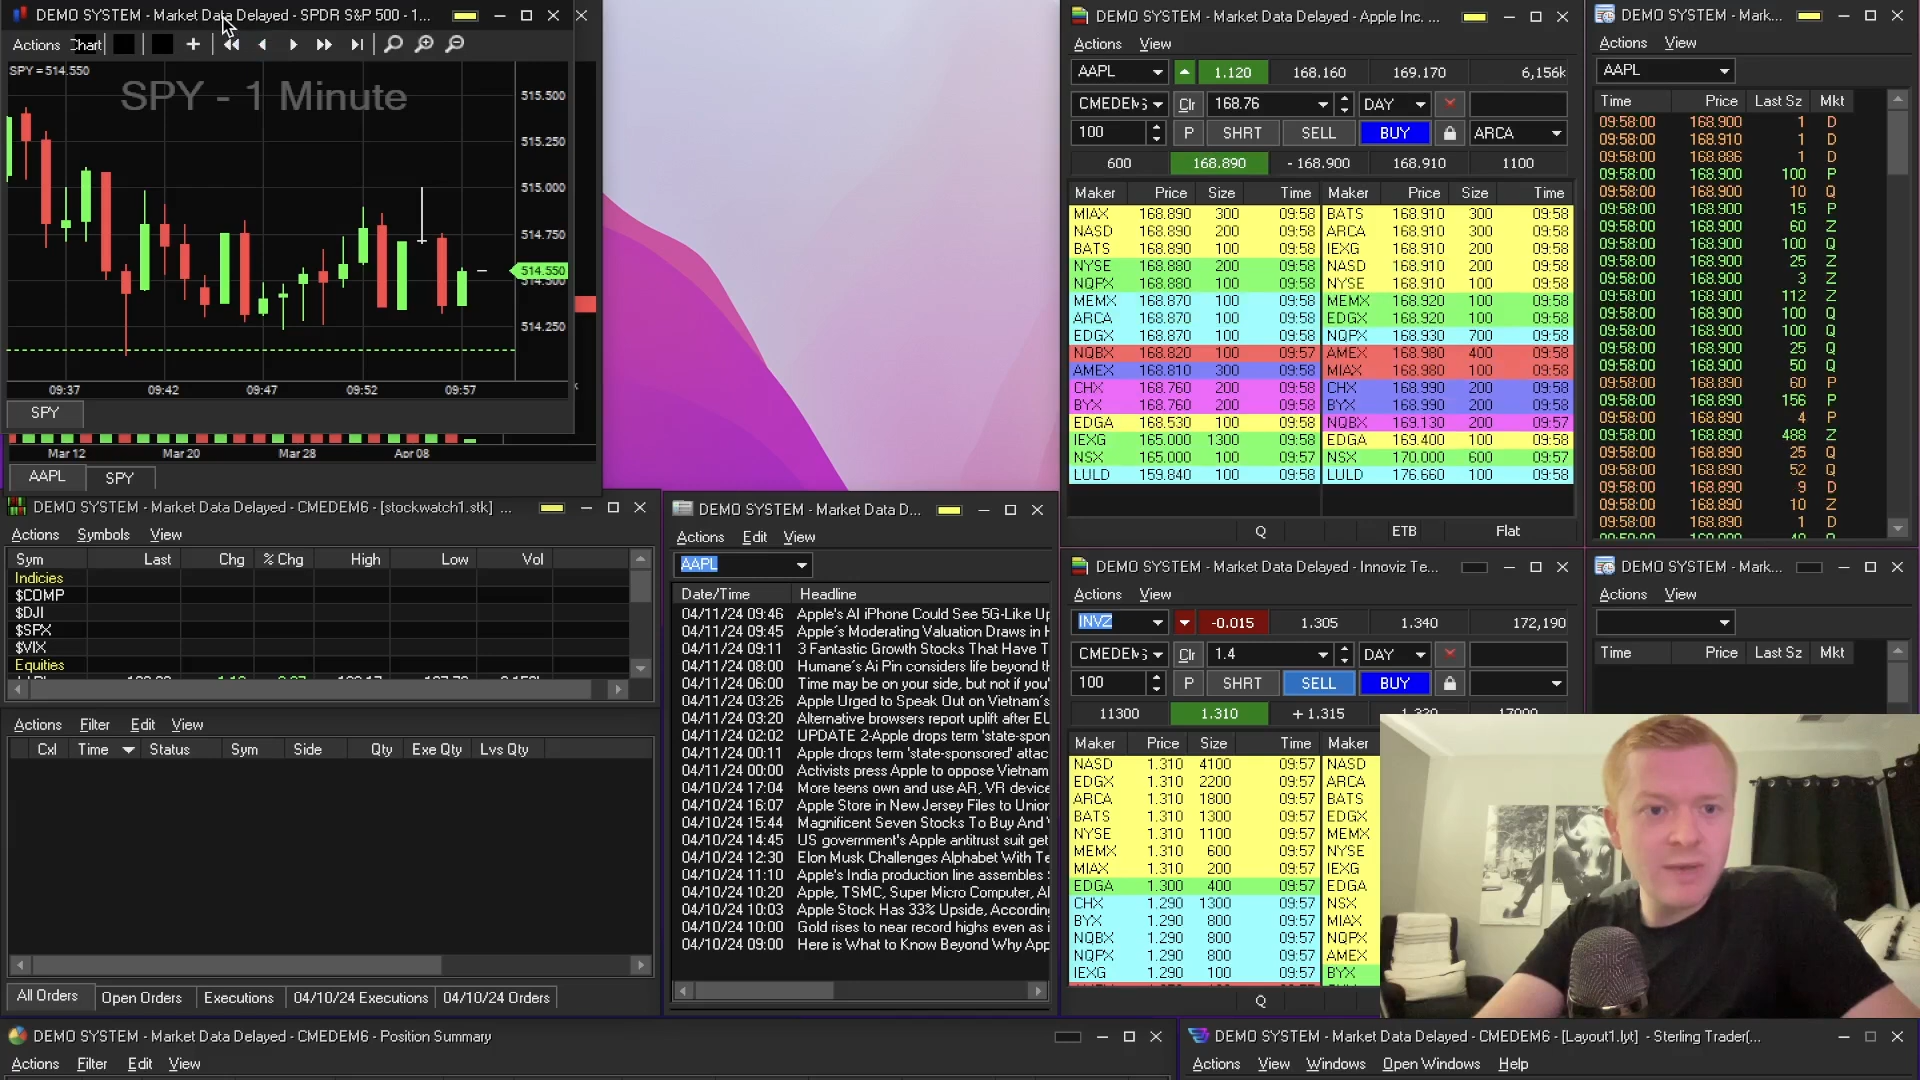 DEMO SYSTEM - Market Data Delayed - SPDR S&P 500 - 1...
Actions Chart
SPY = 514.550
SPY - 1 Minute
515.500
515.250
515.000
514.750
514.550
514.500
514.250
09:37 09:42 09:47 09:52 09:57
SPY
Mar 12 Mar 20 Mar 28 Apr 08
AAPL SPY
DEMO SYSTEM - Market Data Delayed - CMEDEM6 - [stockwatch1.stk] ...
Actions Symbols View
Sym Last Chg % Chg High Low Vol
Indicies
$COMP
$DJI
$SPX
$VIX
Equities
Actions Filter Edit View
Cxl Time Status Sym Side Qty Exe Qty Lvs Qty
All Orders Open Orders Executions 04/10/24 Executions 04/10/24 Orders
DEMO SYSTEM - Market Data D...
Actions Edit View
AAPL
Date/Time Headline
04/11/24 09:46 Apple's AI iPhone Could See 5G-Like Up
04/11/24 09:45 Apple's Moderating Valuation Draws in
04/11/24 09:11 3 Fantastic Growth Stocks That Have T
04/11/24 08:00 Humane's Ai Pin considers life beyond th
04/11/24 06:00 Time may be on your side, but not if you'
04/11/24 03:26 Apple Urged to Speak Out on Vietnam's
04/11/24 03:20 Alternative browsers report uplift after EU
04/11/24 02:02 UPDATE 2-Apple drops term 'state-spon
04/11/24 00:11 Apple drops term 'state-sponsored' attac
04/11/24 00:00 Activists press Apple to oppose Vietnam
04/10/24 17:04 More teens own and use AR, VR device
04/10/24 16:07 Apple Store in New Jersey Files to Union
04/10/24 15:44 Magnificent Seven Stocks To Buy And
04/10/24 14:45 US government's Apple antitrust suit get
04/10/24 12:30 Elon Musk Challenges Alphabet With Te
04/10/24 11:10 Apple's India production line assembles
04/10/24 10:20 Apple, TSMC, Super Micro Computer, Al
04/10/24 10:03 Apple Stock Has 33% Upside, According
04/10/24 10:00 Gold rises to near record highs even as i
04/10/24 09:00 Here is What to Know Beyond Why App
DEMO SYSTEM - Market Data Delayed - Apple Inc. ...
Actions View
AAPL 1.120 168.160 169.170 6,156k
CMEDEM6 Clr 168.76 DAY
100 P SHRT SELL BUY ARCA
600 168.890 - 168.900 168.910 1100
Maker Price Size Time Maker Price Size Time
MIAX 168.890 300 09:58 BATS 168.910 300 09:58
NASD 168.890 200 09:58 ARCA 168.910 300 09:58
BATS 168.890 100 09:58 IEXG 168.910 200 09:58
NYSE 168.880 200 09:58 NASD 168.910 200 09:58
NQPX 168.880 100 09:58 NYSE 168.910 100 09:58
MEMX 168.870 100 09:58 MEMX 168.920 100 09:58
ARCA 168.870 100 09:58 EDGX 168.920 100 09:58
EDGX 168.870 100 09:58 NQPX 168.930 700 09:58
NQBX 168.820 100 09:57 AMEX 168.980 400 09:58
AMEX 168.810 300 09:58 MIAX 168.980 100 09:58
CHX 168.760 200 09:58 CHX 168.990 200 09:58
BYX 168.760 200 09:58 BYX 168.990 200 09:58
EDGA 168.530 100 09:58 NQBX 169.130 200 09:57
IEXG 165.000 1300 09:58 EDGA 169.400 100 09:58
NSX 165.000 100 09:57 NSX 170.000 600 09:57
LULD 159.840 100 09:58 LULD 176.660 100 09:58
Q ETB Flat
DEMO SYSTEM - Mark...
Actions View
AAPL
Time Price Last Sz Mkt
09:58:00 168.900 1 D
09:58:00 168.910 1 D
09:58:00 168.886 1 D
09:58:00 168.900 100 P
09:58:00 168.900 10 Q
09:58:00 168.900 15 P
09:58:00 168.900 60 Z
09:58:00 168.900 100 Q
09:58:00 168.900 25 Z
09:58:00 168.900 3 Z
09:58:00 168.900 112 Z
09:58:00 168.900 100 Q
09:58:00 168.900 100 Q
09:58:00 168.900 25 Q
09:58:00 168.900 50 Q
09:58:00 168.890 60 P
09:58:00 168.890 156 P
09:58:00 168.890 4 P
09:58:00 168.890 488 Z
09:58:00 168.890 25 Q
09:58:00 168.890 52 Q
09:58:00 168.890 9 D
09:58:00 168.890 10 Z
09:58:00 168.890 1 D
DEMO SYSTEM - Market Data Delayed - Innoviz Te...
Actions View
INVZ -0.015 1.305 1.340 172,190
CMEDEM6 Clr 1.4 DAY
100 P SHRT SELL BUY
11300 1.310 + 1.315
Maker Price Size Time Maker
NASD 1.310 4100 09:57 NASD
EDGX 1.310 2200 09:57 ARCA
ARCA 1.310 1800 09:57 BATS
BATS 1.310 1300 09:57 EDGX
NYSE 1.310 1100 09:57 MEMX
MEMX 1.310 600 09:57 NYSE
MIAX 1.310 200 09:57 IEXG
EDGA 1.300 400 09:57 EDGA
CHX 1.290 1300 09:57 NSX
BYX 1.290 800 09:57 MIAX
NQBX 1.290 800 09:57 NQPX
NQPX 1.290 800 09:57 AMEX
IEXG 1.290 100 09:57 BYX
Q
DEMO SYSTEM - Mark...
Actions View
Time Price Last Sz Mkt
DEMO SYSTEM - Market Data Delayed - CMEDEM6 - Position Summary
Actions Filter Edit View
DEMO SYSTEM - Market Data Delayed - CMEDEM6 - [Layout1.lyt] - Sterling Trader(...
Actions View Windows Open Windows Help